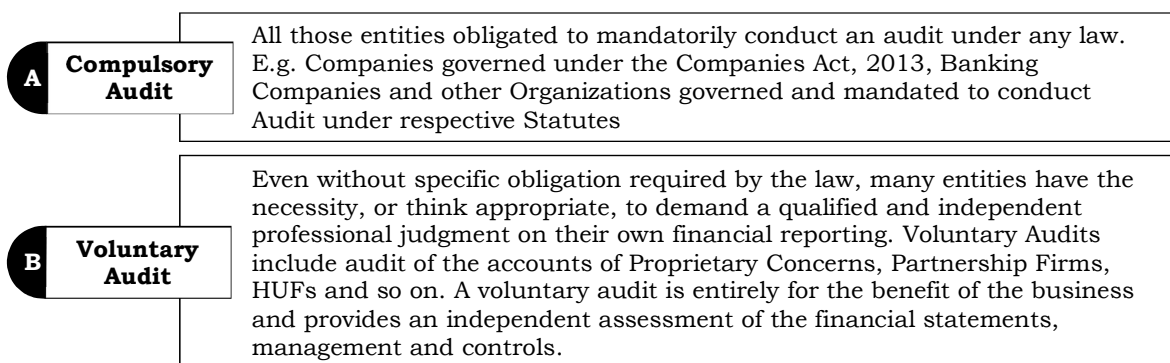 A
Compulsory
Audit
All those entities obligated to mandatorily conduct an audit under any law.
E.g. Companies governed under the Companies Act, 2013, Banking
Companies and other Organizations governed and mandated to conduct
Audit under respective Statutes
B
Voluntary
Audit
Even without specific obligation required by the law, many entities have the
necessity, or think appropriate, to demand a qualified and independent
professional judgment on their own financial reporting. Voluntary Audits
include audit of the accounts of Proprietary Concerns, Partnership Firms,
HUFs and so on. A voluntary audit is entirely for the benefit of the business
and provides an independent assessment of the financial statements,
management and controls.